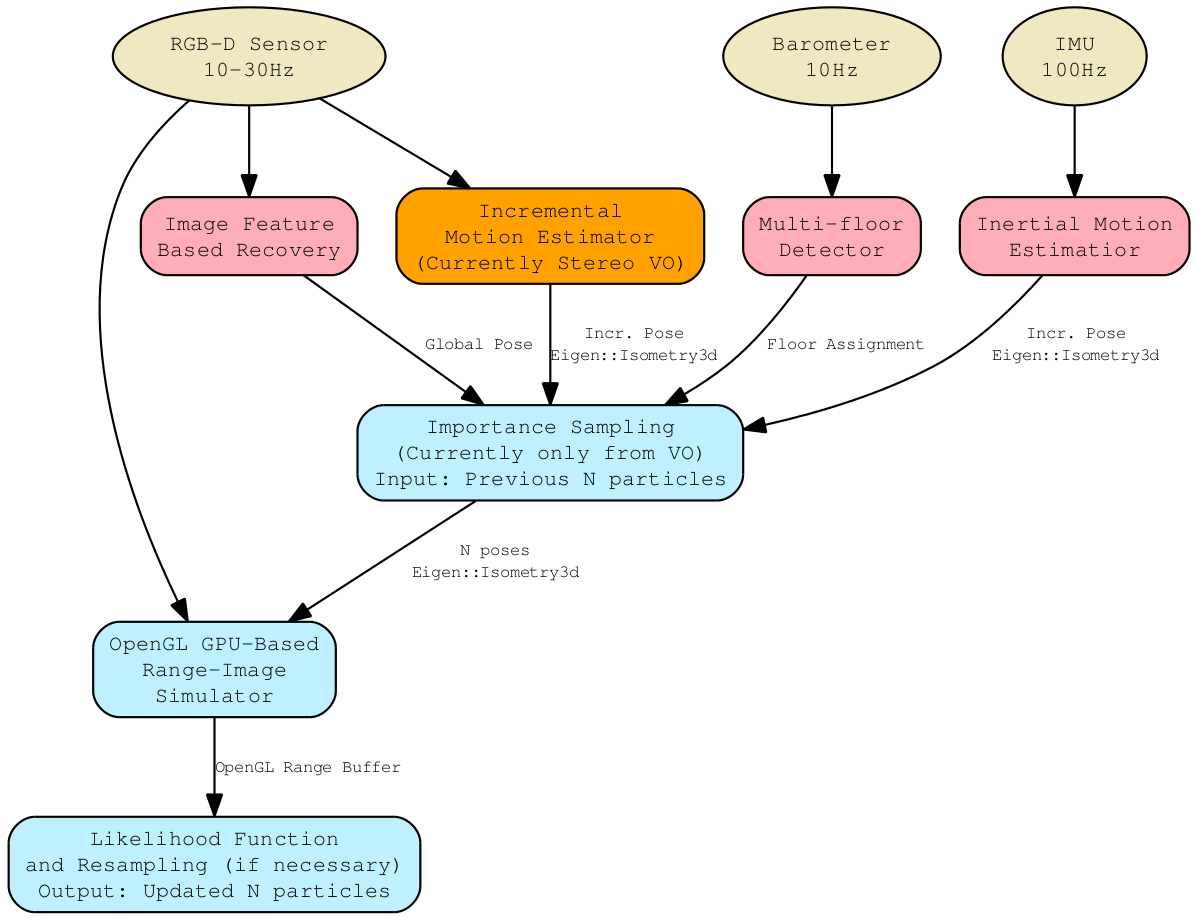 RGB-D Sensor
10-30Hz
Barometer
10Hz
IMU
100Hz
Image Feature
Based Recovery
Incremental
Motion Estimator
(Currently Stereo VO)
Multi-floor
Detector
Inertial Motion
Estimatior
Global Pose
Incr. Pose
Eigen::Isometry3d
Floor Assignment
Incr. Pose
Eigen::Isometry3d
Importance Sampling
(Currently only from VO)
Input: Previous N particles
N poses
Eigen::Isometry3d
OpenGL GPU-Based
Range-Image
Simulator
OpenGL Range Buffer
Likelihood Function
and Resampling (if necessary)
Output: Updated N particles